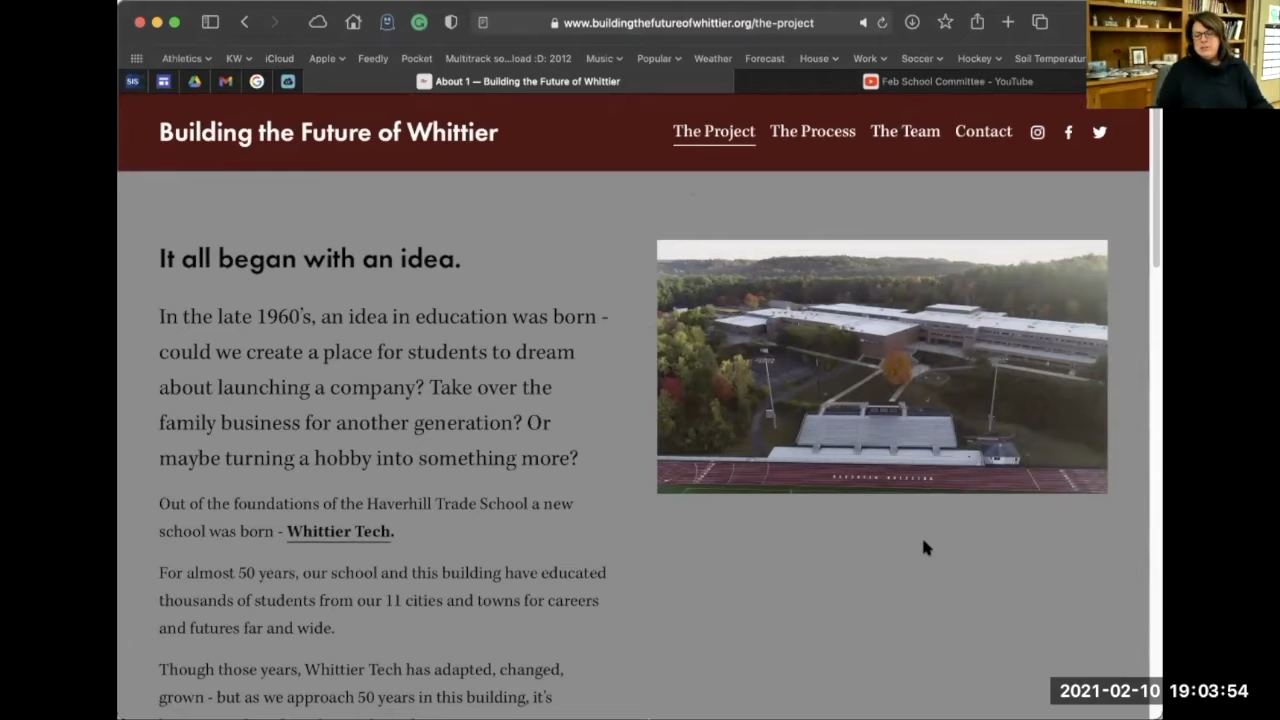 www.buildingthefutureofwhittier.org/the-project
Athletics KW iCloud Apple Feedly Pocket Multitrack so...load :D: 2012 Music Popular Weather Forecast House Work Soccer Hockey Soil Temperatur
SIS About 1 — Building the Future of Whittier Feb School Committee - YouTube
Building the Future of Whittier The Project The Process The Team Contact
It all began with an idea.
In the late 1960's, an idea in education was born -
could we create a place for students to dream
about launching a company? Take over the
family business for another generation? Or
maybe turning a hobby into something more?
Out of the foundations of the Haverhill Trade School a new
school was born - Whittier Tech.
For almost 50 years, our school and this building have educated
thousands of students from our 11 cities and towns for careers
and futures far and wide.
Though those years, Whittier Tech has adapted, changed,
grown - but as we approach 50 years in this building, it's
2021-02-10 19:03:54